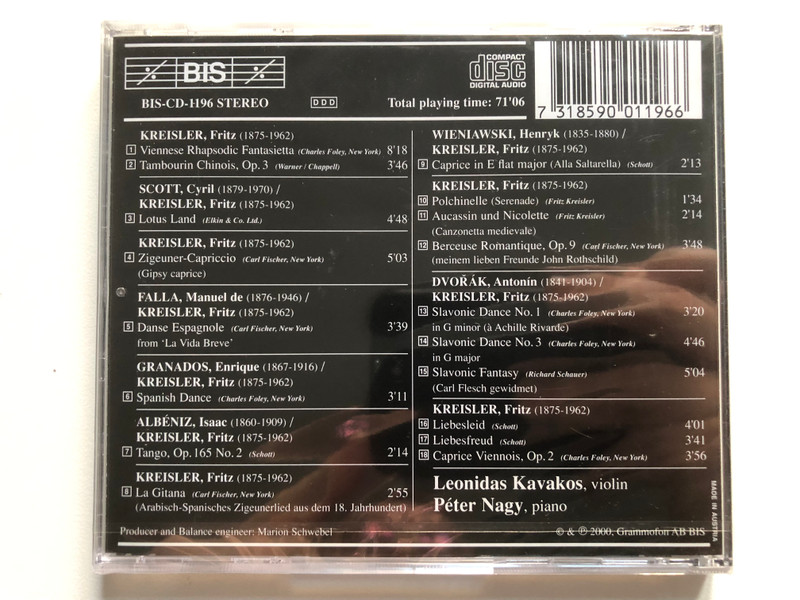 BIS
BIS-CD-1196 STEREO
DDD
COMPACT
disc
DIGITAL AUDIO
Total playing time: 71'06
7 318590 011966
KREISLER, Fritz (1875-1962)
1 Viennese Rhapsodic Fantasietta (Charles Foley, New York) 8'18
2 Tambourin Chinois, Op. 3 (Warner / Chappell) 3'46
SCOTT, Cyril (1879-1970) /
KREISLER, Fritz (1875-1962)
3 Lotus Land (Elkin & Co. Ltd.) 4'48
KREISLER, Fritz (1875-1962)
4 Zigeuner-Capriccio (Carl Fischer, New York) 5'03
(Gipsy caprice)
FALLA, Manuel de (1876-1946) /
KREISLER, Fritz (1875-1962)
5 Danse Espagnole (Carl Fischer, New York) 3'39
from ‘La Vida Breve’
GRANADOS, Enrique (1867-1916) /
KREISLER, Fritz (1875-1962)
6 Spanish Dance (Charles Foley, New York) 3'11
ALBÉNIZ, Isaac (1860-1909) /
KREISLER, Fritz (1875-1962)
7 Tango, Op. 165 No. 2 (Schott) 2'14
KREISLER, Fritz (1875-1962)
8 La Gitana (Carl Fischer, New York) 2'55
(Arabisch-Spanisches Zigeunerlied aus dem 18. Jahrhundert)
WIENIAWSKI, Henryk (1835-1880) /
KREISLER, Fritz (1875-1962)
9 Caprice in E flat major (Alla Saltarella) (Schott) 2'13
KREISLER, Fritz (1875-1962)
10 Polchinelle (Serenade) (Fritz Kreisler) 1'34
11 Aucassin und Nicolette (Fritz Kreisler) 2'14
(Canzonetta medievale)
12 Berceuse Romantique, Op. 9 (Carl Fischer, New York) 3'48
(meinem lieben Freunde John Rothschild)
DVOŘÁK, Antonín (1841-1904) /
KREISLER, Fritz (1875-1962)
13 Slavonic Dance No. 1 (Charles Foley, New York) 3'20
in G minor (à Achille Rivarde)
14 Slavonic Dance No. 3 (Charles Foley, New York) 4'46
in G major
15 Slavonic Fantasy (Richard Schauer) 5'04
(Carl Flesch gewidmet)
KREISLER, Fritz (1875-1962)
16 Liebesleid (Schott) 4'01
17 Liebesfreud (Schott) 3'41
18 Caprice Viennois, Op. 2 (Charles Foley, New York) 3'56
Leonidas Kavakos, violin
Péter Nagy, piano
Producer and Balance engineer: Marion Schwebel
© & ℗ 2000, Grammofon AB BIS
MADE IN AUSTRIA